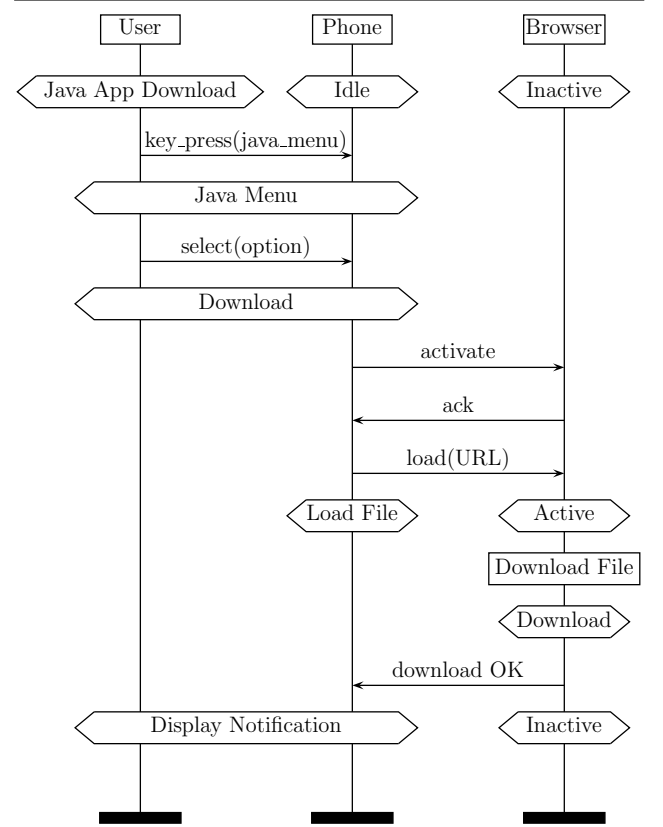 User
Phone
Browser
Java App Download
Idle
Inactive
key_press(java_menu)
Java Menu
select(option)
Download
activate
ack
load(URL)
Load File
Active
Download File
Download
download OK
Display Notification
Inactive